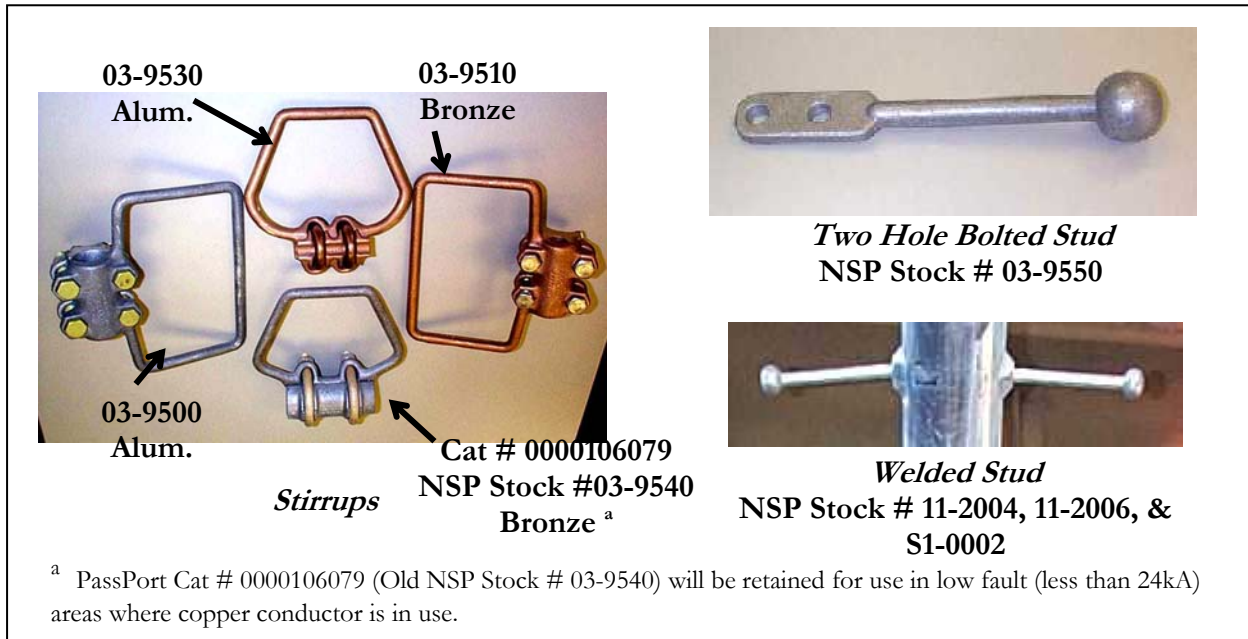 03-9530
Alum.
03-9510
Bronze
03-9500
Alum.
Cat # 0000106079
NSP Stock #03-9540
Bronze ᵃ
Stirrups
Two Hole Bolted Stud
NSP Stock # 03-9550
Welded Stud
NSP Stock # 11-2004, 11-2006, &
S1-0002
ᵃ PassPort Cat # 0000106079 (Old NSP Stock # 03-9540) will be retained for use in low fault (less than 24kA)
areas where copper conductor is in use.